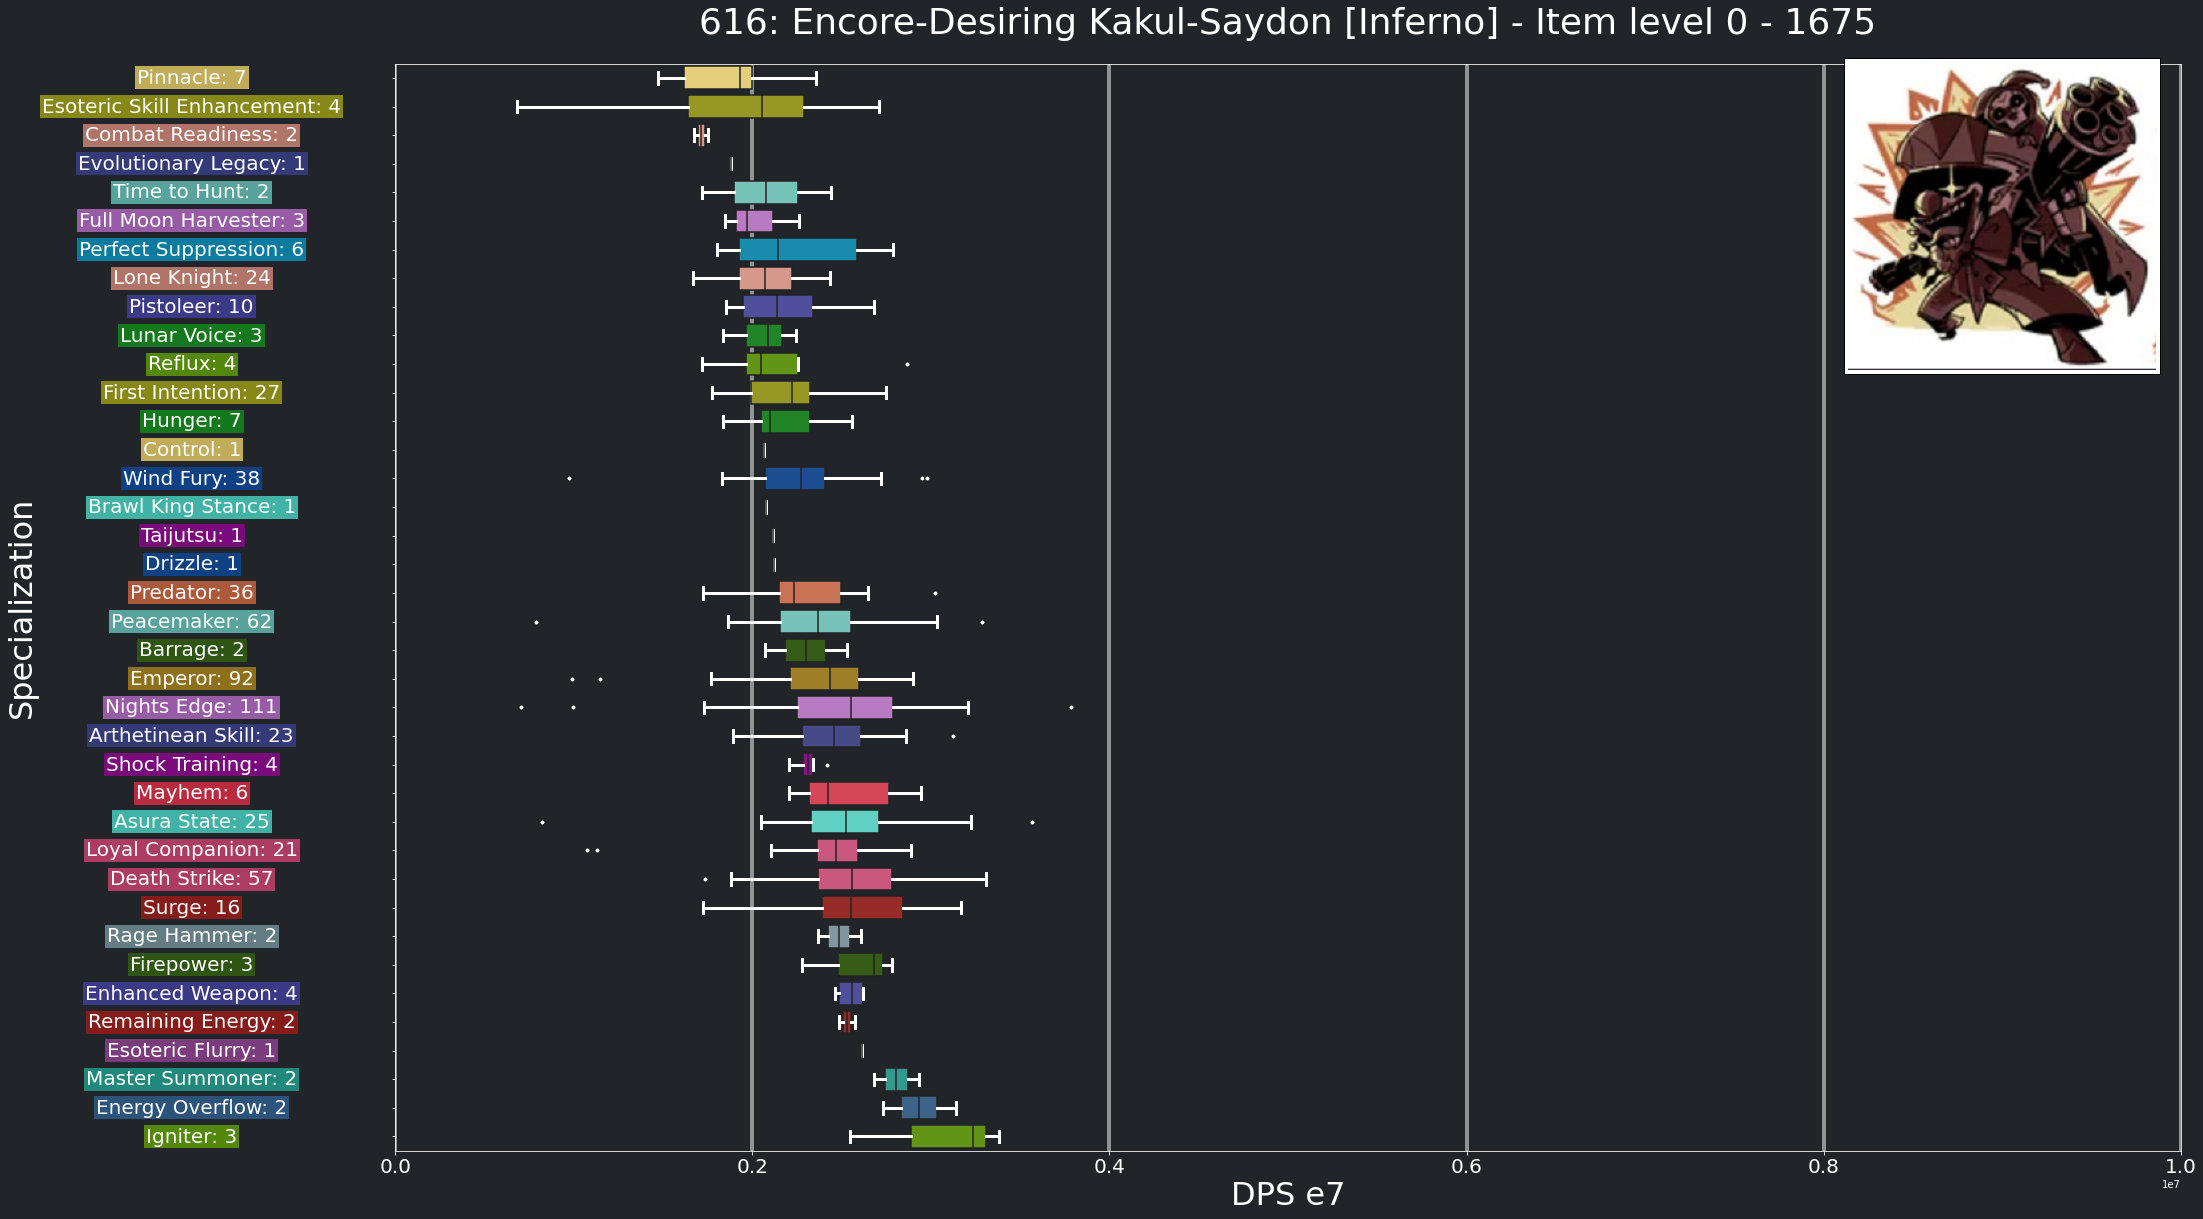 616: Encore-Desiring Kakul-Saydon [Inferno] - Item level 0 - 1675
Specialization
Pinnacle: 7
Esoteric Skill Enhancement: 4
Combat Readiness: 2
Evolutionary Legacy: 1
Time to Hunt: 2
Full Moon Harvester: 3
Perfect Suppression: 6
Lone Knight: 24
Pistoleer: 10
Lunar Voice: 3
Reflux: 4
First Intention: 27
Hunger: 7
Control: 1
Wind Fury: 38
Brawl King Stance: 1
Taijutsu: 1
Drizzle: 1
Predator: 36
Peacemaker: 62
Barrage: 2
Emperor: 92
Nights Edge: 111
Arthetinean Skill: 23
Shock Training: 4
Mayhem: 6
Asura State: 25
Loyal Companion: 21
Death Strike: 57
Surge: 16
Rage Hammer: 2
Firepower: 3
Enhanced Weapon: 4
Remaining Energy: 2
Esoteric Flurry: 1
Master Summoner: 2
Energy Overflow: 2
Igniter: 3
0.0 0.2 0.4 0.6 0.8 1.0
1e7
DPS e7